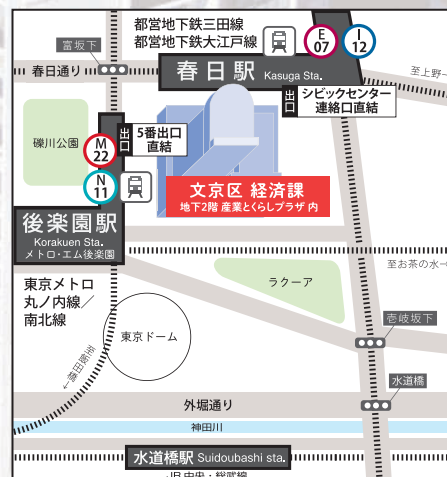 都営地下鉄三田線
都営地下鉄大江戸線
E
07
I
12
富坂下
春日通り
春日駅 Kasuga Sta.
至上野→
出口
シビックセンター
連絡口直結
礫川公園
出口
5番出口
直結
M
22
N
11
文京区 経済課
地下2階 産業とくらしプラザ 内
後楽園駅
Korakuen Sta.
メトロ・エム後楽園
至お茶の水→
東京メトロ
丸ノ内線／
南北線
ラクーア
東京ドーム
壱岐坂下
至飯田橋→
水道橋
外堀通り
神田川
水道橋駅 Suidoubashi sta.
JR中央・総武線